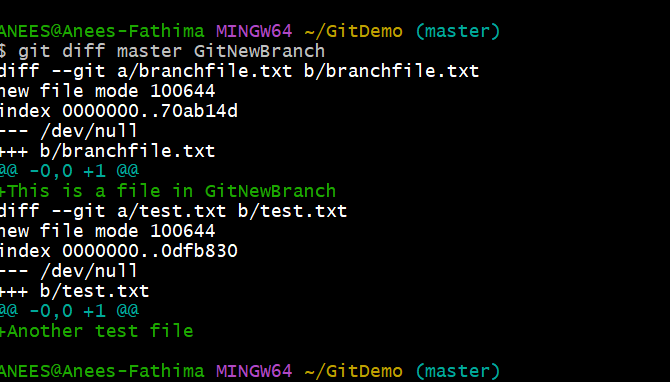 ANEES@Anees-Fathima MINGW64 ~/GitDemo (master)
$ git diff master GitNewBranch
diff --git a/branchfile.txt b/branchfile.txt
new file mode 100644
index 0000000..70ab14d
--- /dev/null
+++ b/branchfile.txt
@@ -0,0 +1 @@
+This is a file in GitNewBranch
diff --git a/test.txt b/test.txt
new file mode 100644
index 0000000..0dfb830
--- /dev/null
+++ b/test.txt
@@ -0,0 +1 @@
+Another test file
ANEES@Anees-Fathima MINGW64 ~/GitDemo (master)